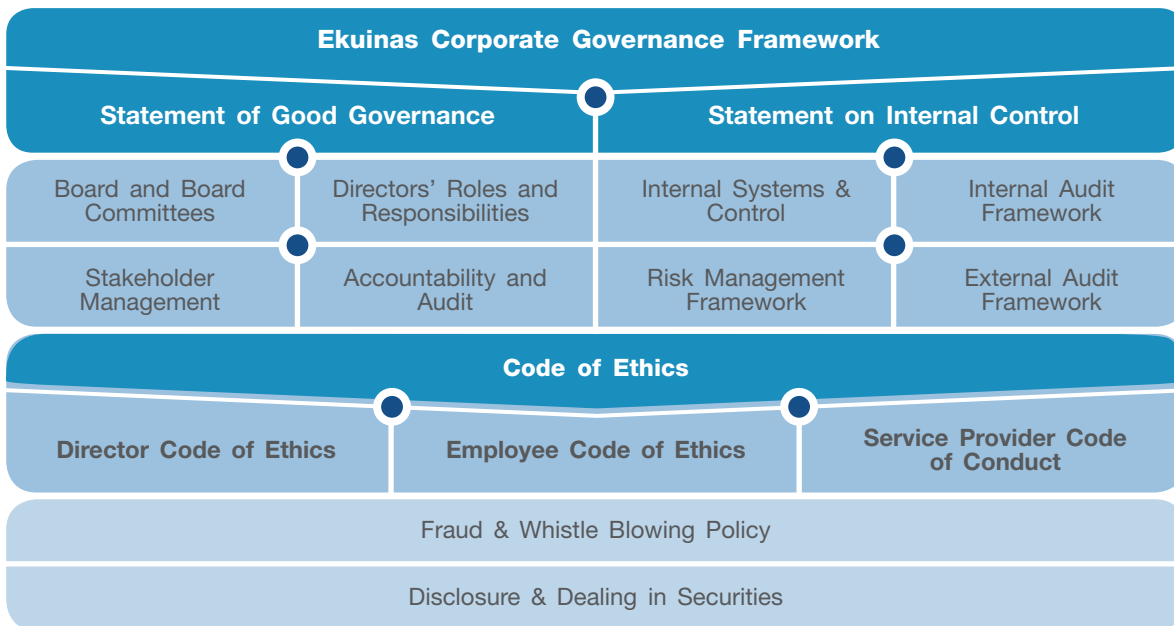 Ekuinas Corporate Governance Framework
Statement of Good Governance
Statement on Internal Control
Board and Board
Committees
Directors’ Roles and
Responsibilities
Internal Systems &
Control
Internal Audit
Framework
Stakeholder
Management
Accountability and
Audit
Risk Management
Framework
External Audit
Framework
Code of Ethics
Director Code of Ethics
Employee Code of Ethics
Service Provider Code
of Conduct
Fraud & Whistle Blowing Policy
Disclosure & Dealing in Securities